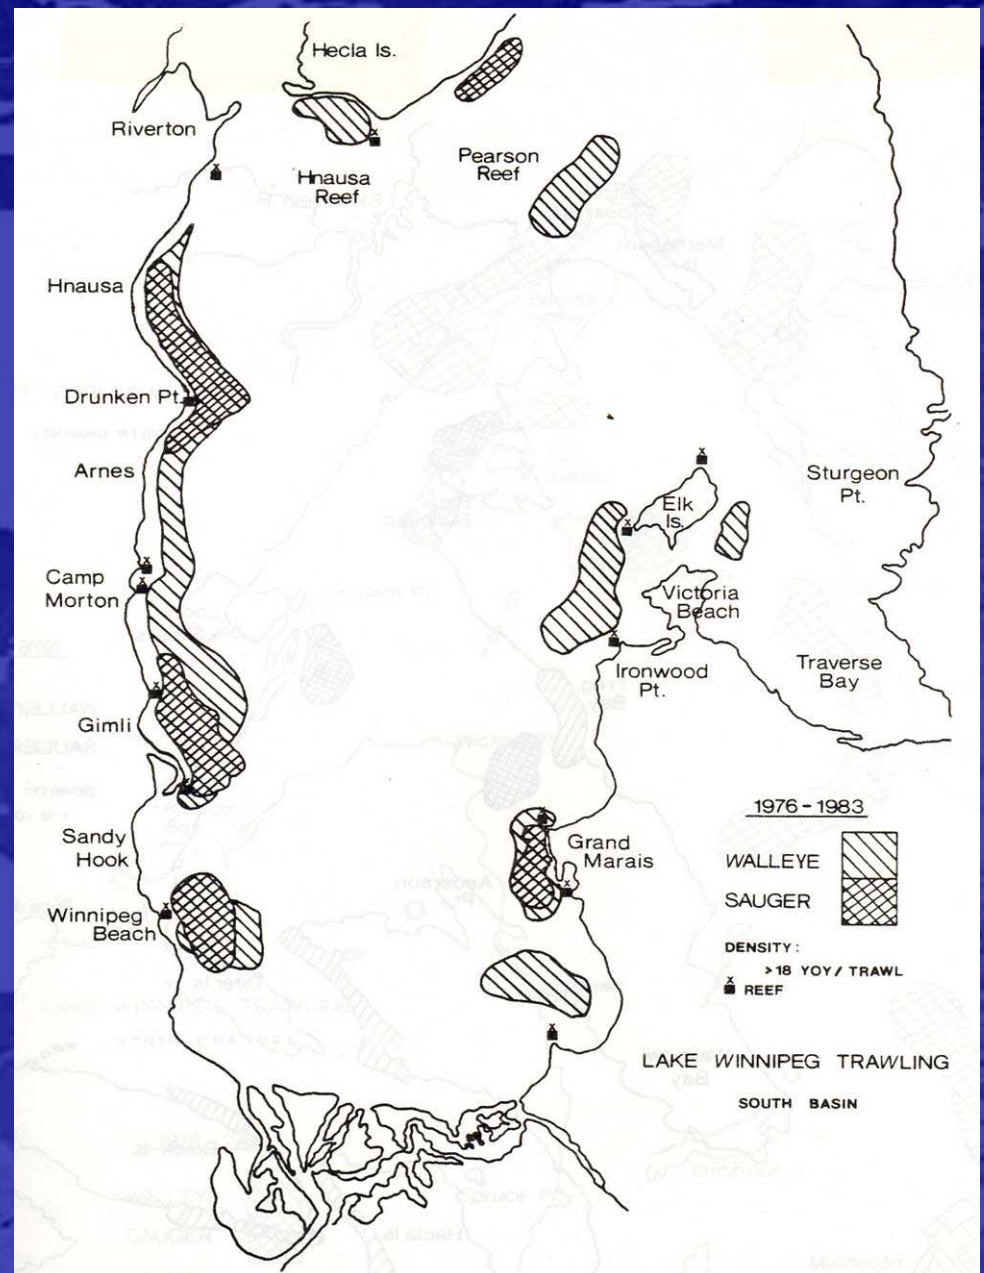 Hecla Is.
Riverton
Hnausa
Reef
Pearson
Reef
Hnausa
Drunken Pt.
Arnes
Sturgeon
Pt.
Elk
Is.
Camp
Morton
Victoria
Beach
Ironwood
Pt.
Traverse
Bay
Gimli
1976 - 1983
Sandy
Hook
Grand
Marais
WALLEYE
SAUGER
Winnipeg
Beach
DENSITY :
>18 YOY / TRAWL
REEF
LAKE WINNIPEG TRAWLING
SOUTH BASIN